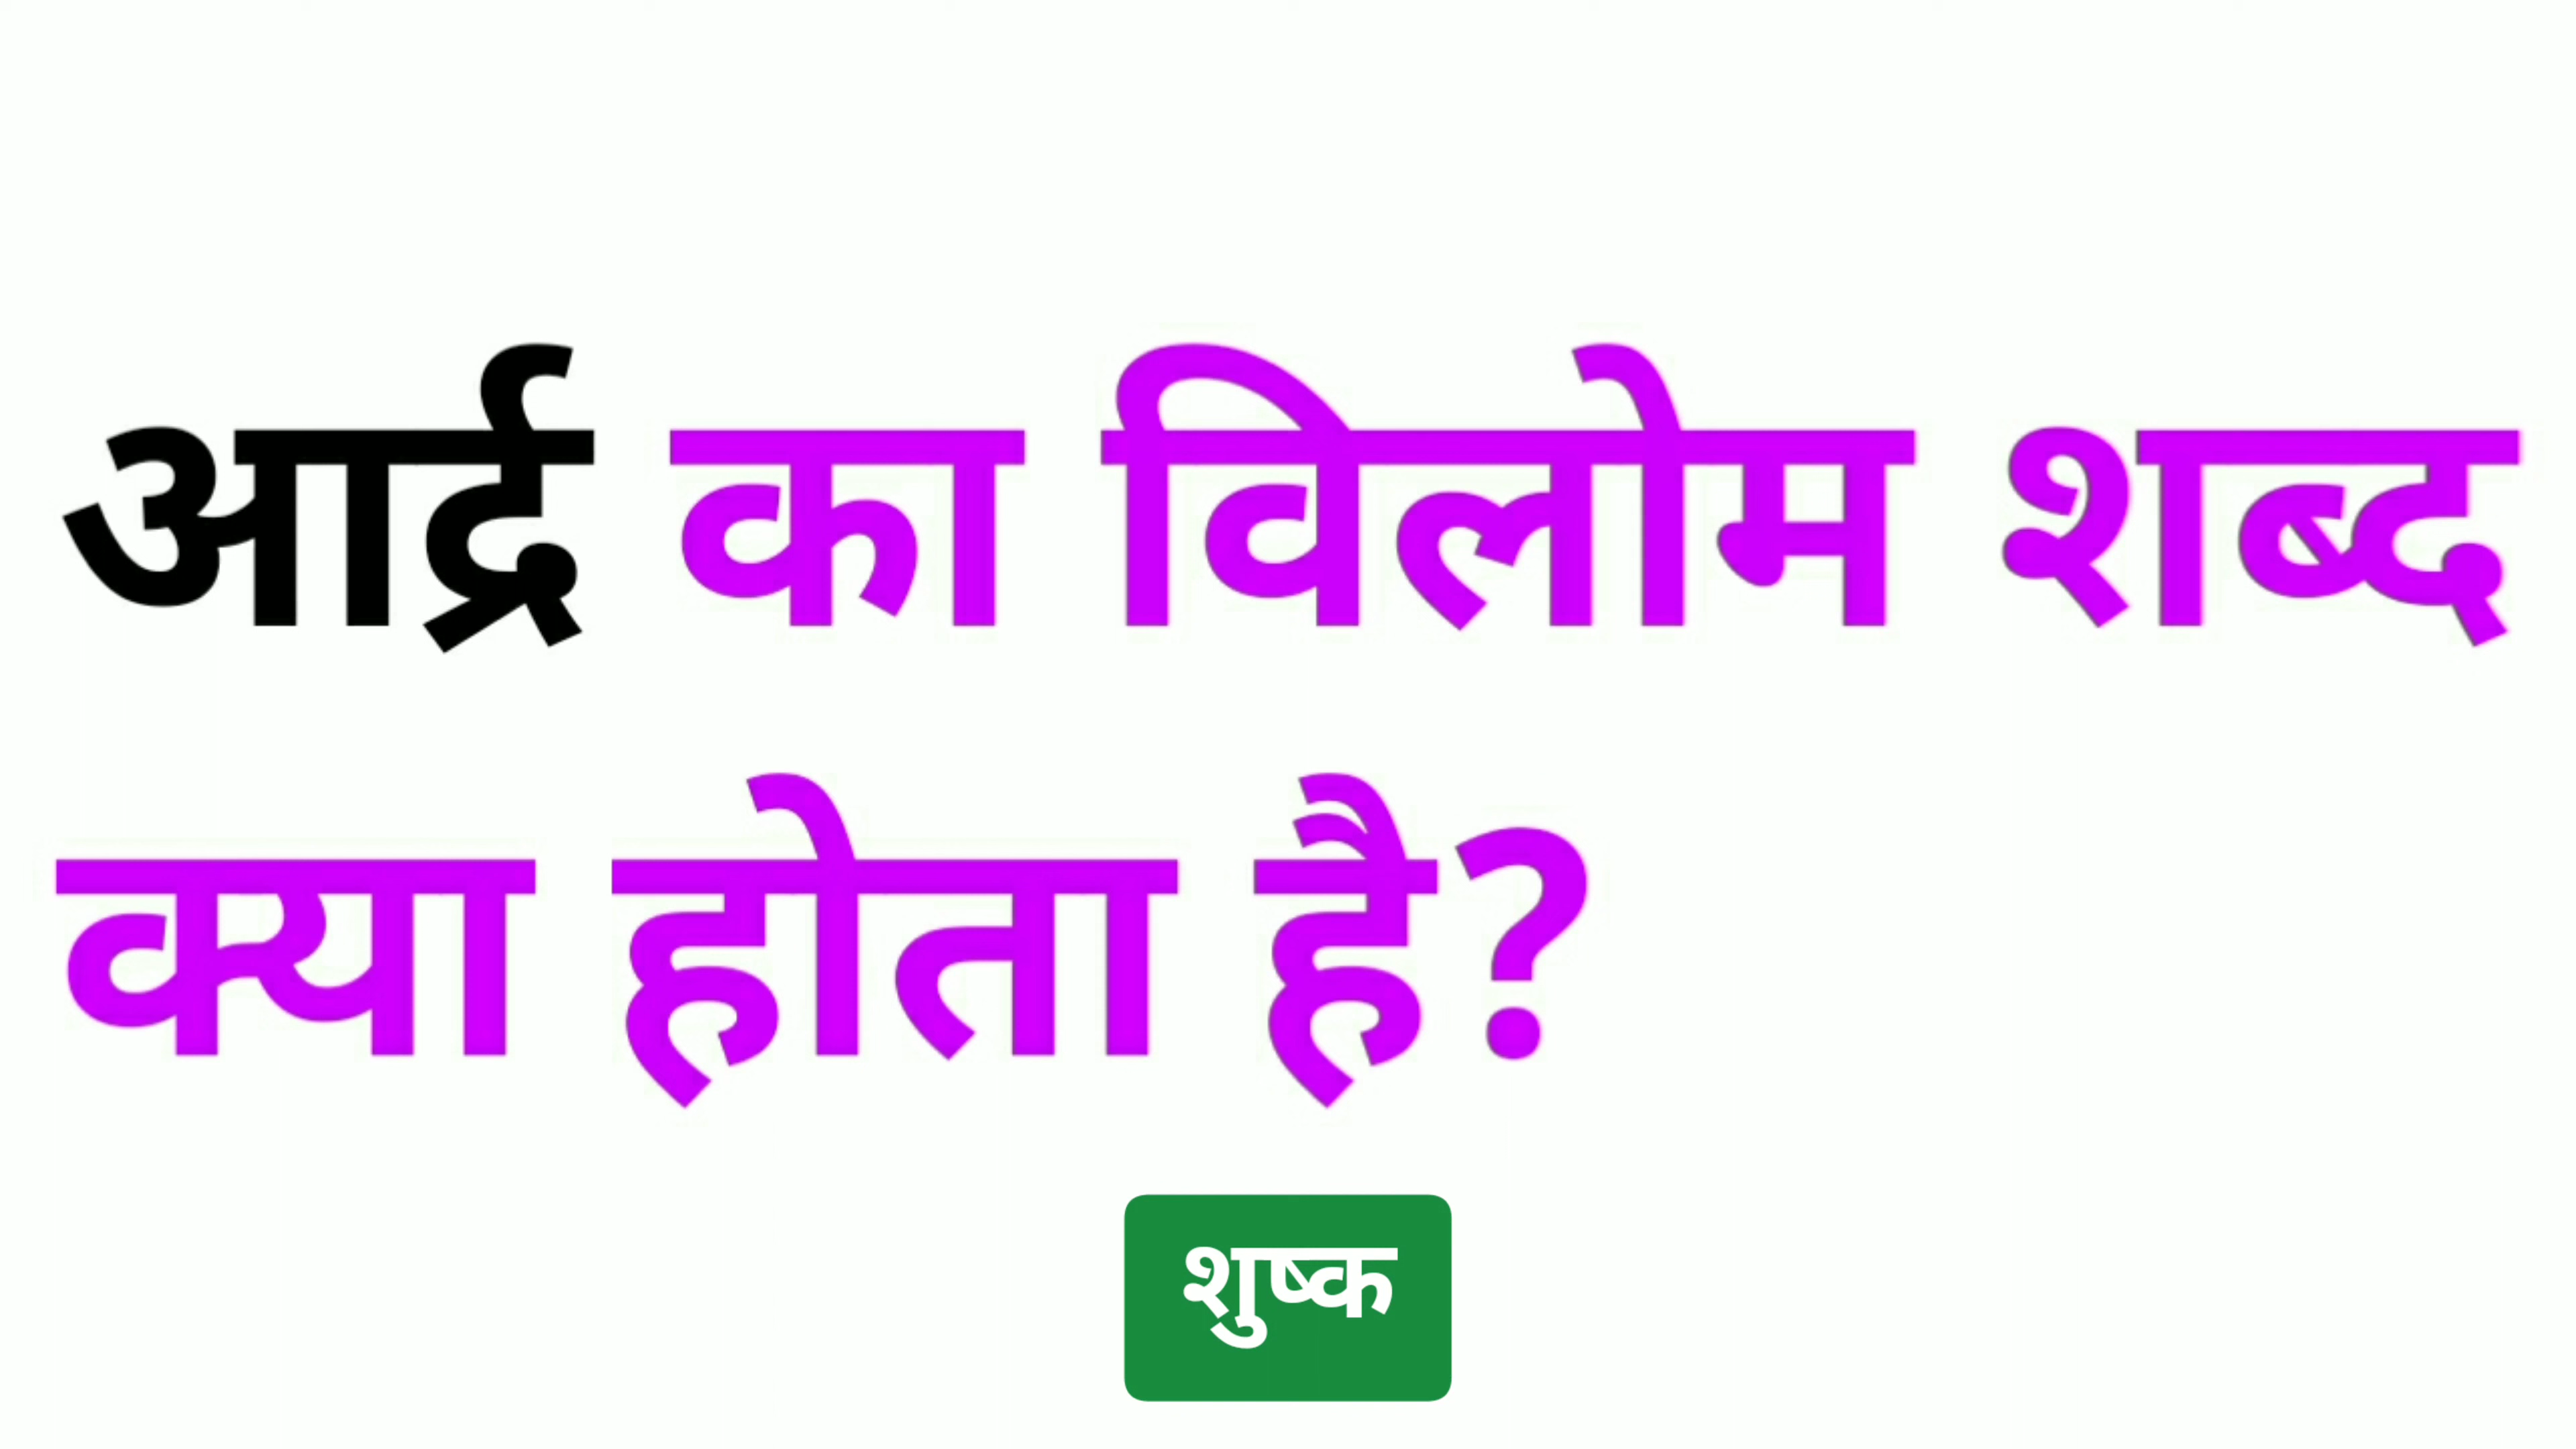 आर्द्र का विलोम शब्द
क्या होता है?
शुष्क